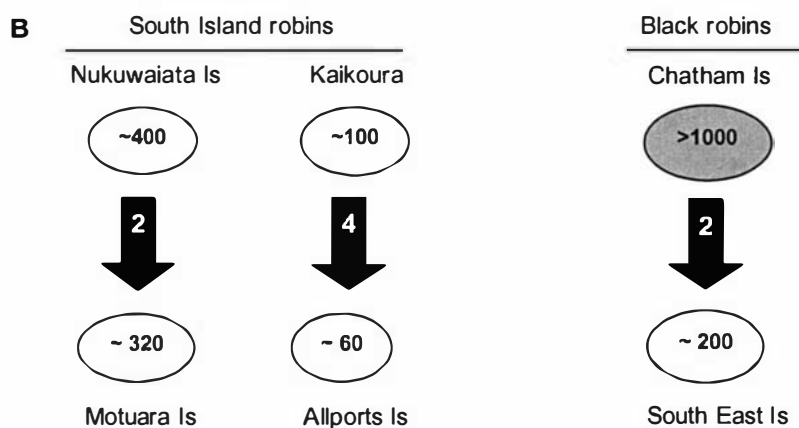 B
South Island robins Black robins
Nukuwaiata Is Kaikoura Chatham Is
~400 ~100 >1000
2 4 2
~ 320 ~ 60 ~ 200
Motuara Is Allports Is South East Is